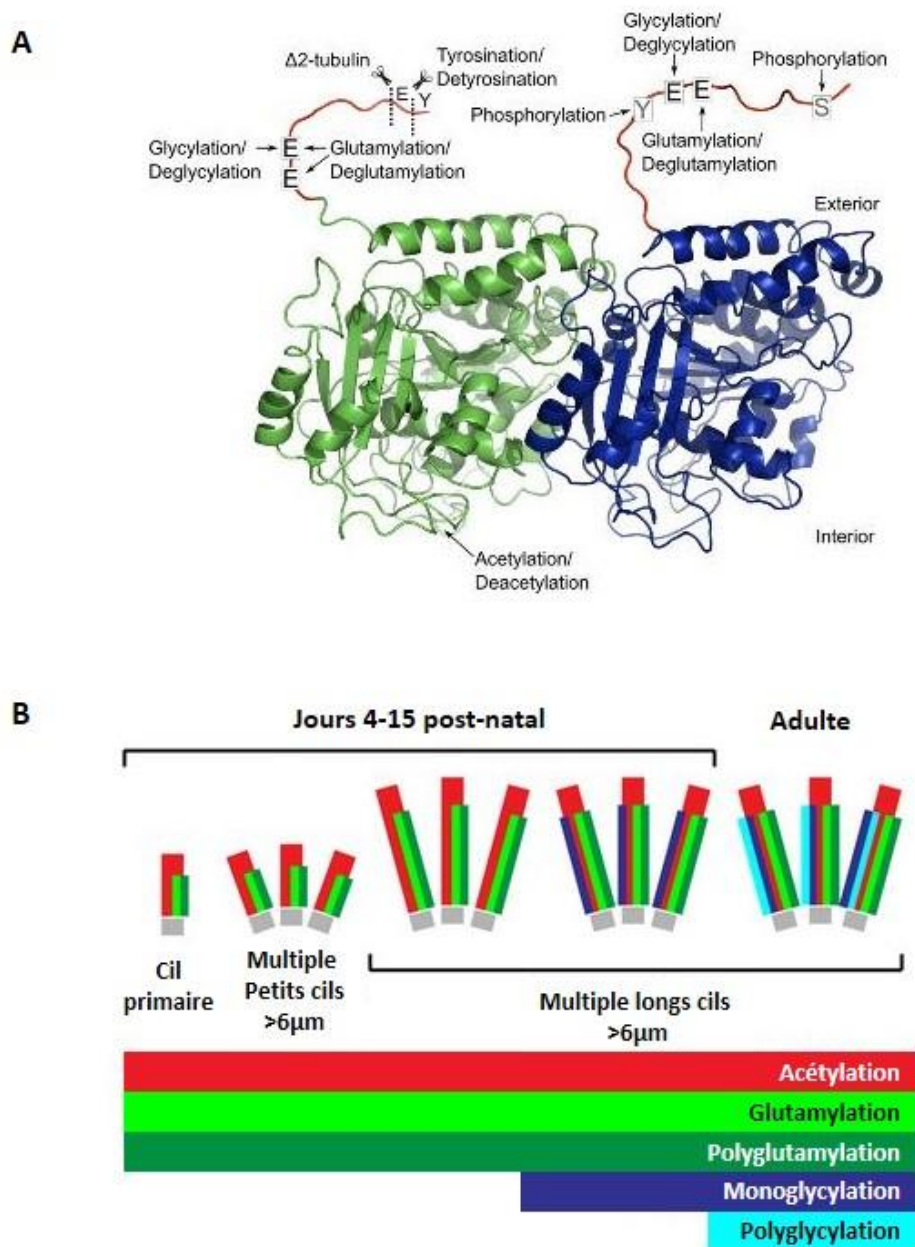 A
Δ2-tubulin
Tyrosination/
Detyrosination
E
Y
Glycylation/
Deglycylation
E
E
Glutamylation/
Deglutamylation
Glycylation/
Deglycylation
Phosphorylation
Phosphorylation
Y
E
E
S
Glutamylation/
Deglutamylation
Exterior
Interior
Acetylation/
Deacetylation
B
Jours 4-15 post-natal
Adulte
Cil
primaire
Multiple
Petits cils
>6µm
Multiple longs cils
>6µm
Acétylation
Glutamylation
Polyglutamylation
Monoglycylation
Polyglycylation